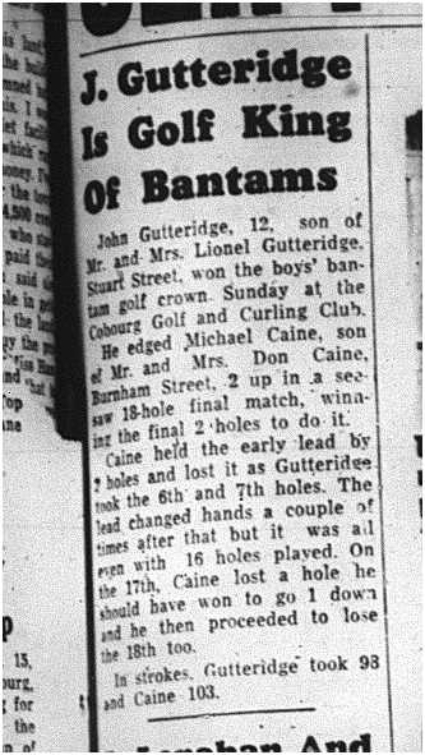 J. Gutteridge
Is Golf King
Of Bantams
John Gutteridge, 12, son of
Mr. and Mrs. Lionel Gutteridge,
Stuart Street, won the boys' ban-
tam golf crown Sunday at the
Cobourg Golf and Curling Club.
He edged Michael Caine, son
of Mr. and Mrs. Don Caine,
Burnham Street, 2 up in a see-
saw 18-hole final match, winn-
ing the final 2 holes to do it.
Caine held the early lead by
2 holes and lost it as Gutteridge
took the 6th and 7th holes. The
lead changed hands a couple of
times after that but it was all
even with 16 holes played. On
the 17th, Caine lost a hole he
should have won to go 1 down
and he then proceeded to lose
the 18th too.
In strokes, Gutteridge took 98
and Caine 103.
And